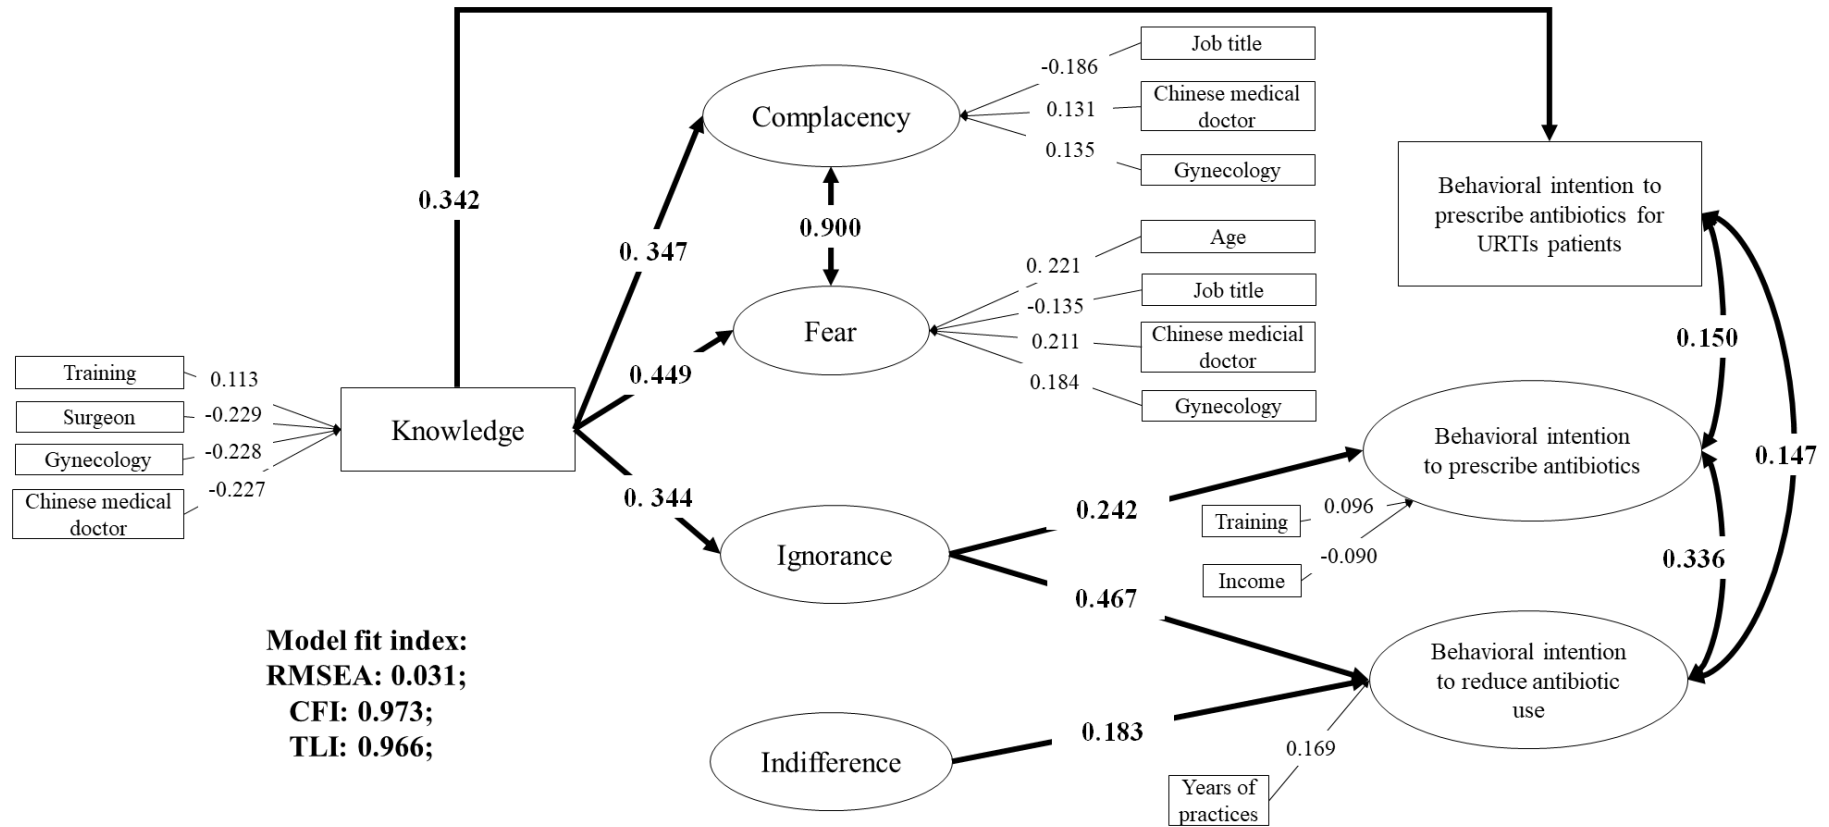 Job title
-0.186
Chinese medical
doctor
0.131
Complacency
0.135
Gynecology
Behavioral intention to
prescribe antibiotics for
URTIs patients
0.342
0.900
0. 347
Age
0. 221
Job title
-0.135
Fear
0.211
Chinese medicial
doctor
0.184
Gynecology
0.150
0.449
Training
0.113
Surgeon
-0.229
Gynecology
-0.228
Chinese medical
doctor
-0.227
Knowledge
Behavioral intention
to prescribe antibiotics
0.147
0. 344
0.242
Training
0.096
Income
-0.090
Ignorance
0.336
0.467
Model fit index:
RMSEA: 0.031;
CFI: 0.973;
TLI: 0.966;
Behavioral intention
to reduce antibiotic
use
0.183
Indifference
0.169
Years of
practices